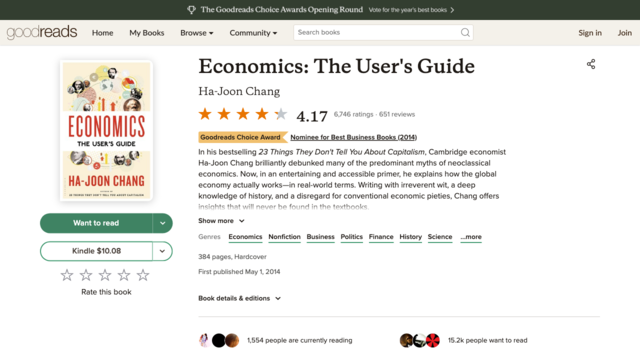 The Goodreads Choice Awards Opening Round Vote for the year's best books
goodreads Home My Books Browse Community Search books Sign in Join
Economics: The User's Guide
Ha-Joon Chang
4.17 6,746 ratings · 651 reviews
Goodreads Choice Award Nominee for Best Business Books (2014)
In his bestselling 23 Things They Don't Tell You About Capitalism, Cambridge economist
Ha-Joon Chang brilliantly debunked many of the predominant myths of neoclassical
economics. Now, in an entertaining and accessible primer, he explains how the global
economy actually works—in real-world terms. Writing with irreverent wit, a deep
knowledge of history, and a disregard for conventional economic pieties, Chang offers
insights that will never be found in the textbooks.
Show more
Genres Economics Nonfiction Business Politics Finance History Science ...more
384 pages, Hardcover
First published May 1, 2014
Book details & editions
1,554 people are currently reading
15.2k people want to read
ECONOMICS
THE USER'S GUIDE
HA-JOON CHANG
Want to read
Kindle $10.08
Rate this book